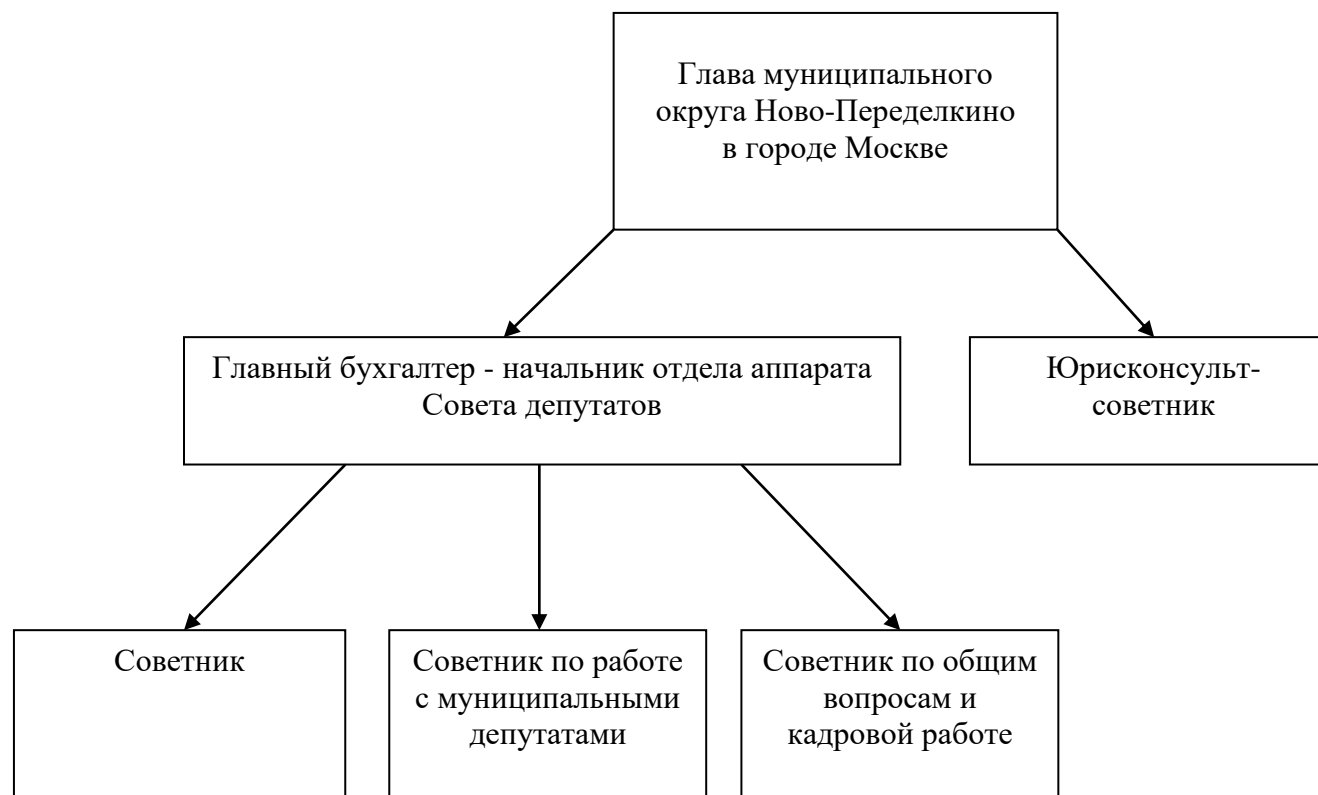 Глава муниципального
округа Ново-Переделкино
в городе Москве
Главный бухгалтер - начальник отдела аппарата
Совета депутатов
Юрисконсульт-
советник
Советник
Советник по работе
с муниципальными
депутатами
Советник по общим
вопросам и
кадровой работе